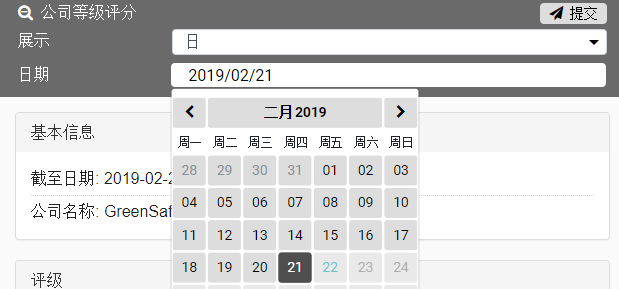 公司等级评分 提交
展示 日
日期 2019/02/21
二月2019
周一 周二 周三 周四 周五 周六 周日
28 29 30 31 01 02 03
04 05 06 07 08 09 10
11 12 13 14 15 16 17
18 19 20 21 22 23 24
基本信息
截至日期: 2019-02-2
公司名称: GreenSaf
评级